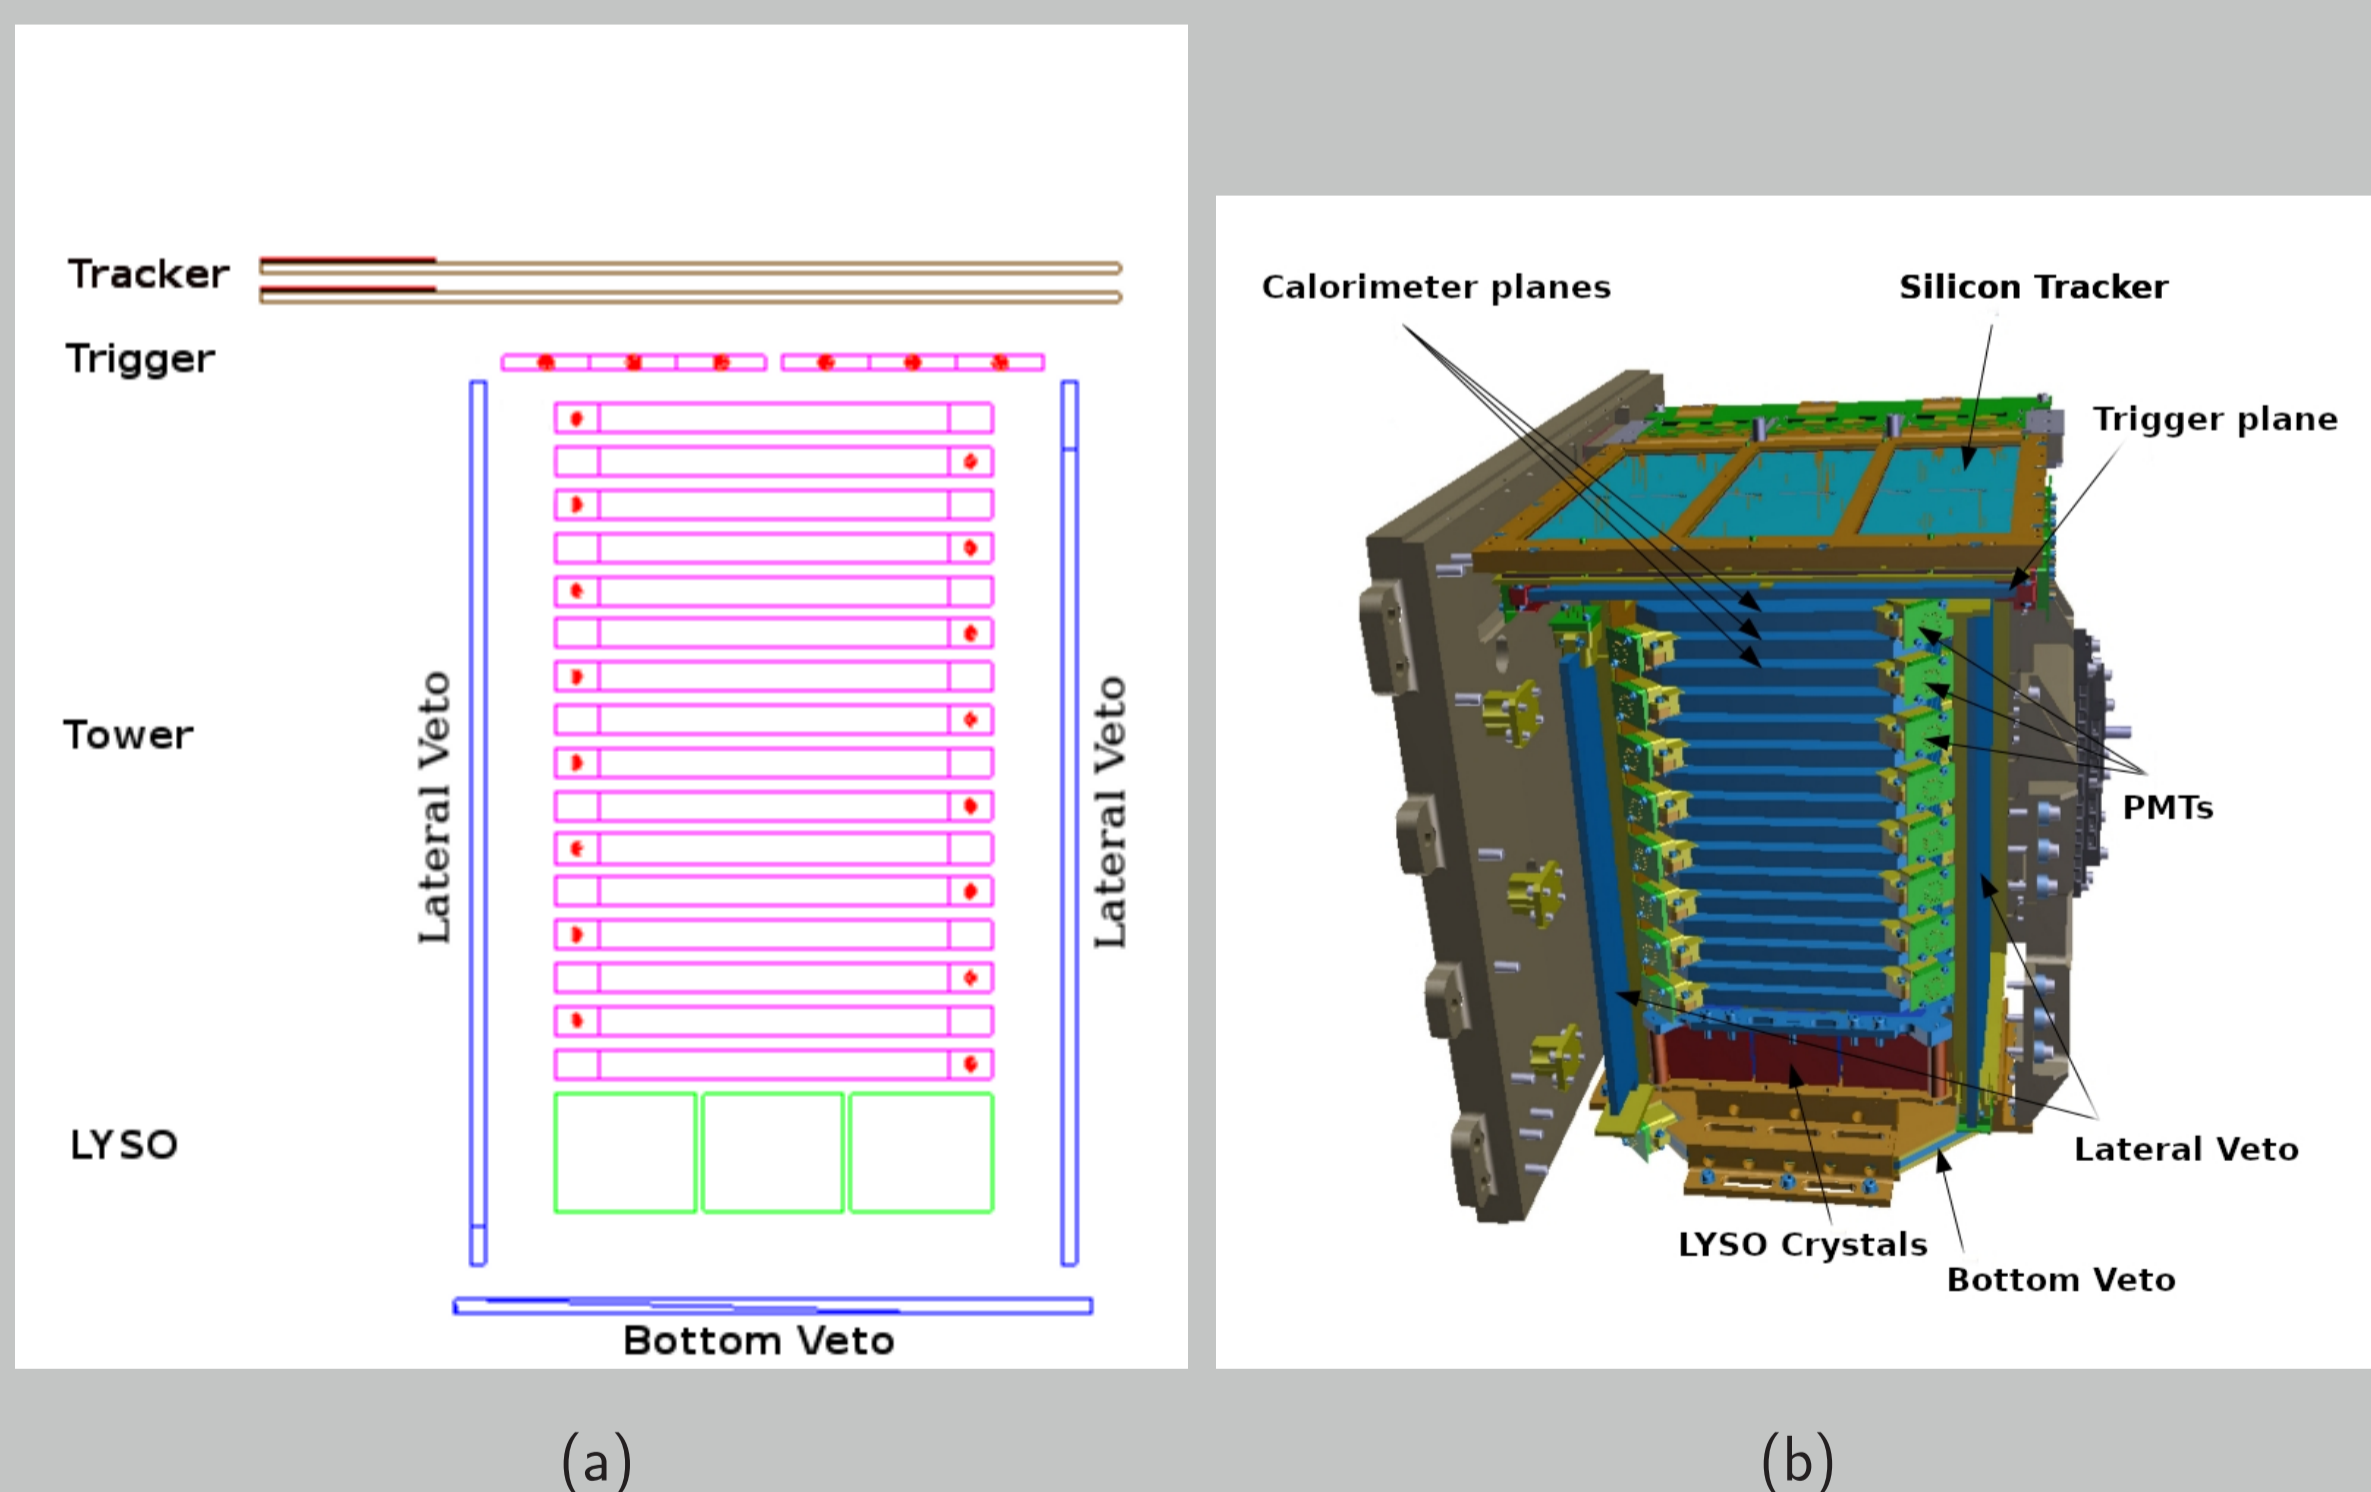 Tracker
Trigger
Tower
Lateral Veto
Lateral Veto
LYSO
Bottom Veto
(a)
Calorimeter planes
Silicon Tracker
Trigger plane
PMTs
Lateral Veto
LYSO Crystals
Bottom Veto
(b)